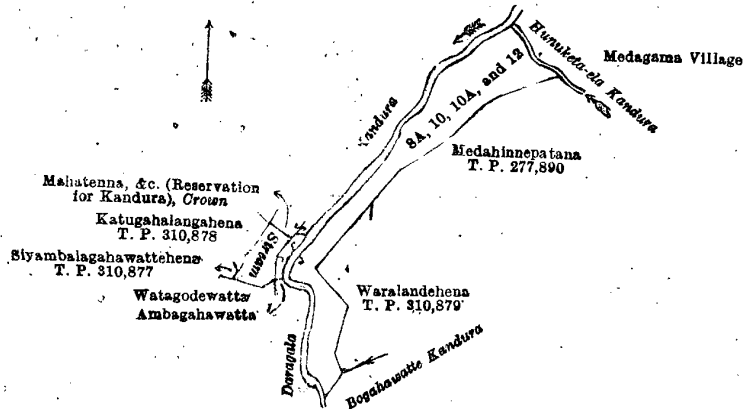 Medagama Village
Hunuketa-ela Kandura
8A, 10, 10A, and 12
Kandura
Medahinnepatana
T. P. 277,890
Mahatenna, &c. (Reservation
for Kandura), Crown
Katugahalangahena
T. P. 310,878
Stream
Siyambalagahawattehena
T. P. 310,877
Watagodewatta
Ambagahawatta
Waralandehena
T. P. 310,879
Daragala
Bogahawatte Kandura